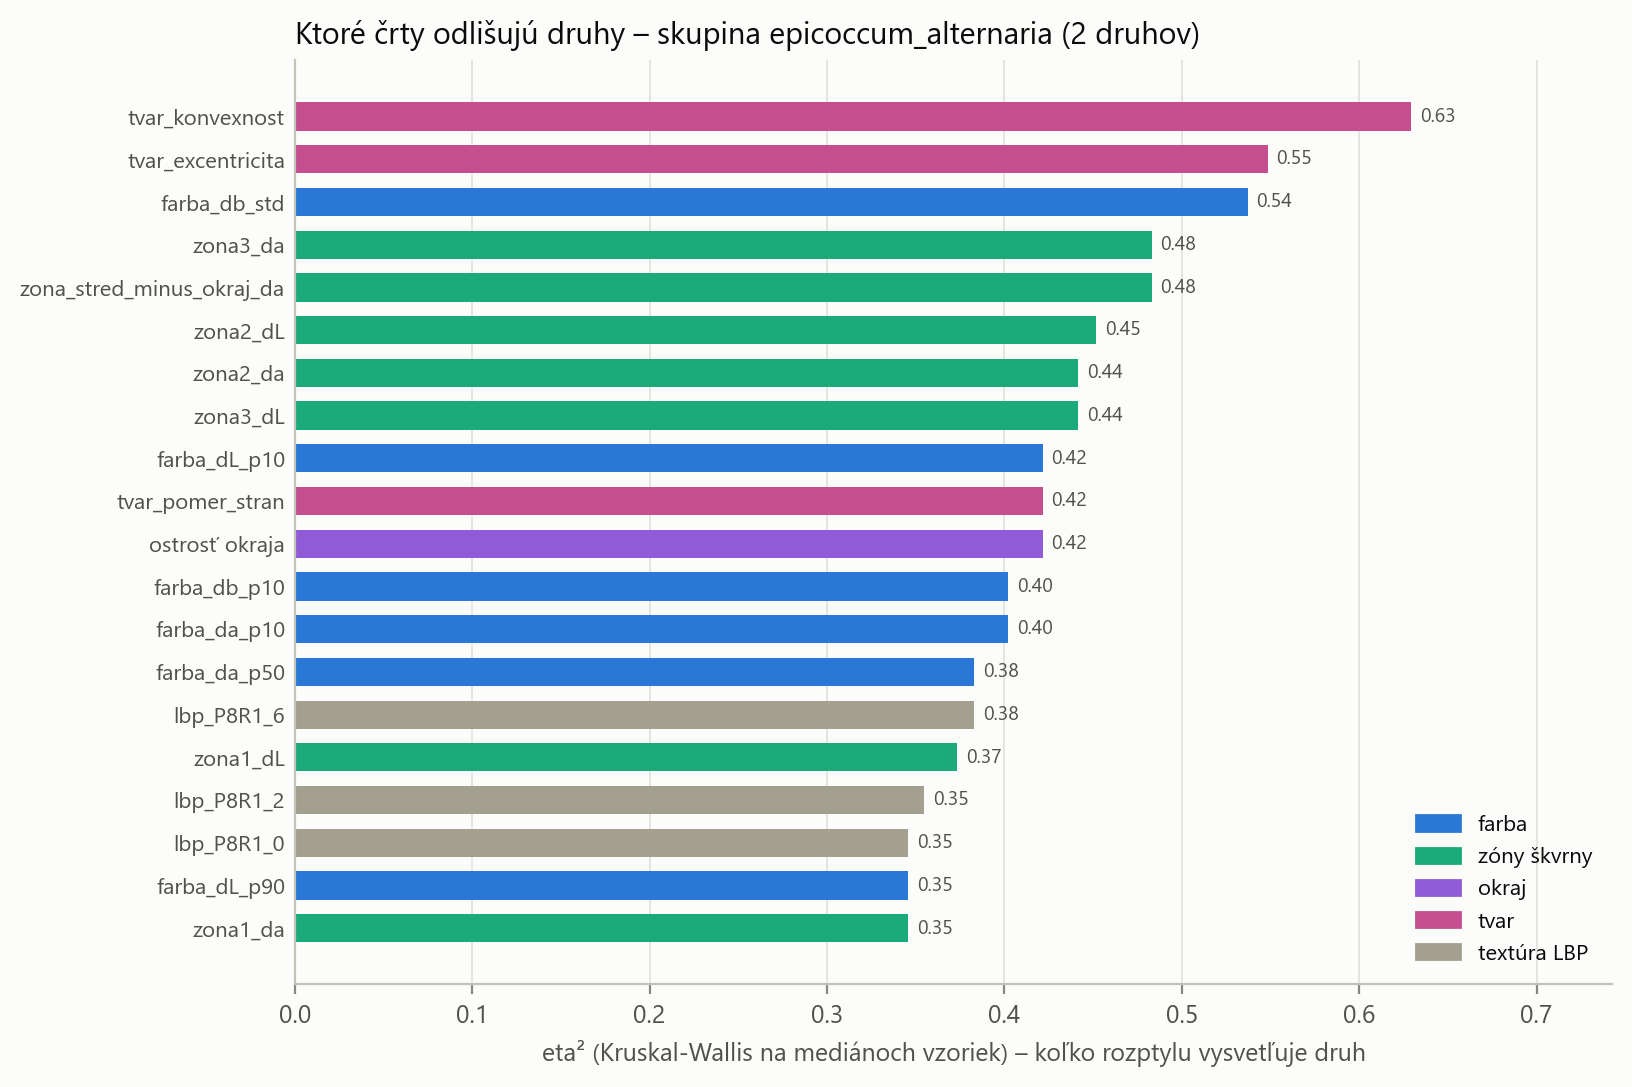 Ktoré črty odlišujú druhy – skupina epicoccum_alternaria (2 druhov)
tvar_konvexnost 0.63
tvar_excentricita 0.55
farba_db_std 0.54
zona3_da 0.48
zona_stred_minus_okraj_da 0.48
zona2_dL 0.45
zona2_da 0.44
zona3_dL 0.44
farba_dL_p10 0.42
tvar_pomer_stran 0.42
ostrosť okraja 0.42
farba_db_p10 0.40
farba_da_p10 0.40
farba_da_p50 0.38
lbp_P8R1_6 0.38
zona1_dL 0.37
lbp_P8R1_2 0.35
lbp_P8R1_0 0.35
farba_dL_p90 0.35
zona1_da 0.35
farba
zóny škvrny
okraj
tvar
textúra LBP
0.0 0.1 0.2 0.3 0.4 0.5 0.6 0.7
eta² (Kruskal-Wallis na mediánoch vzoriek) – koľko rozptylu vysvetľuje druh